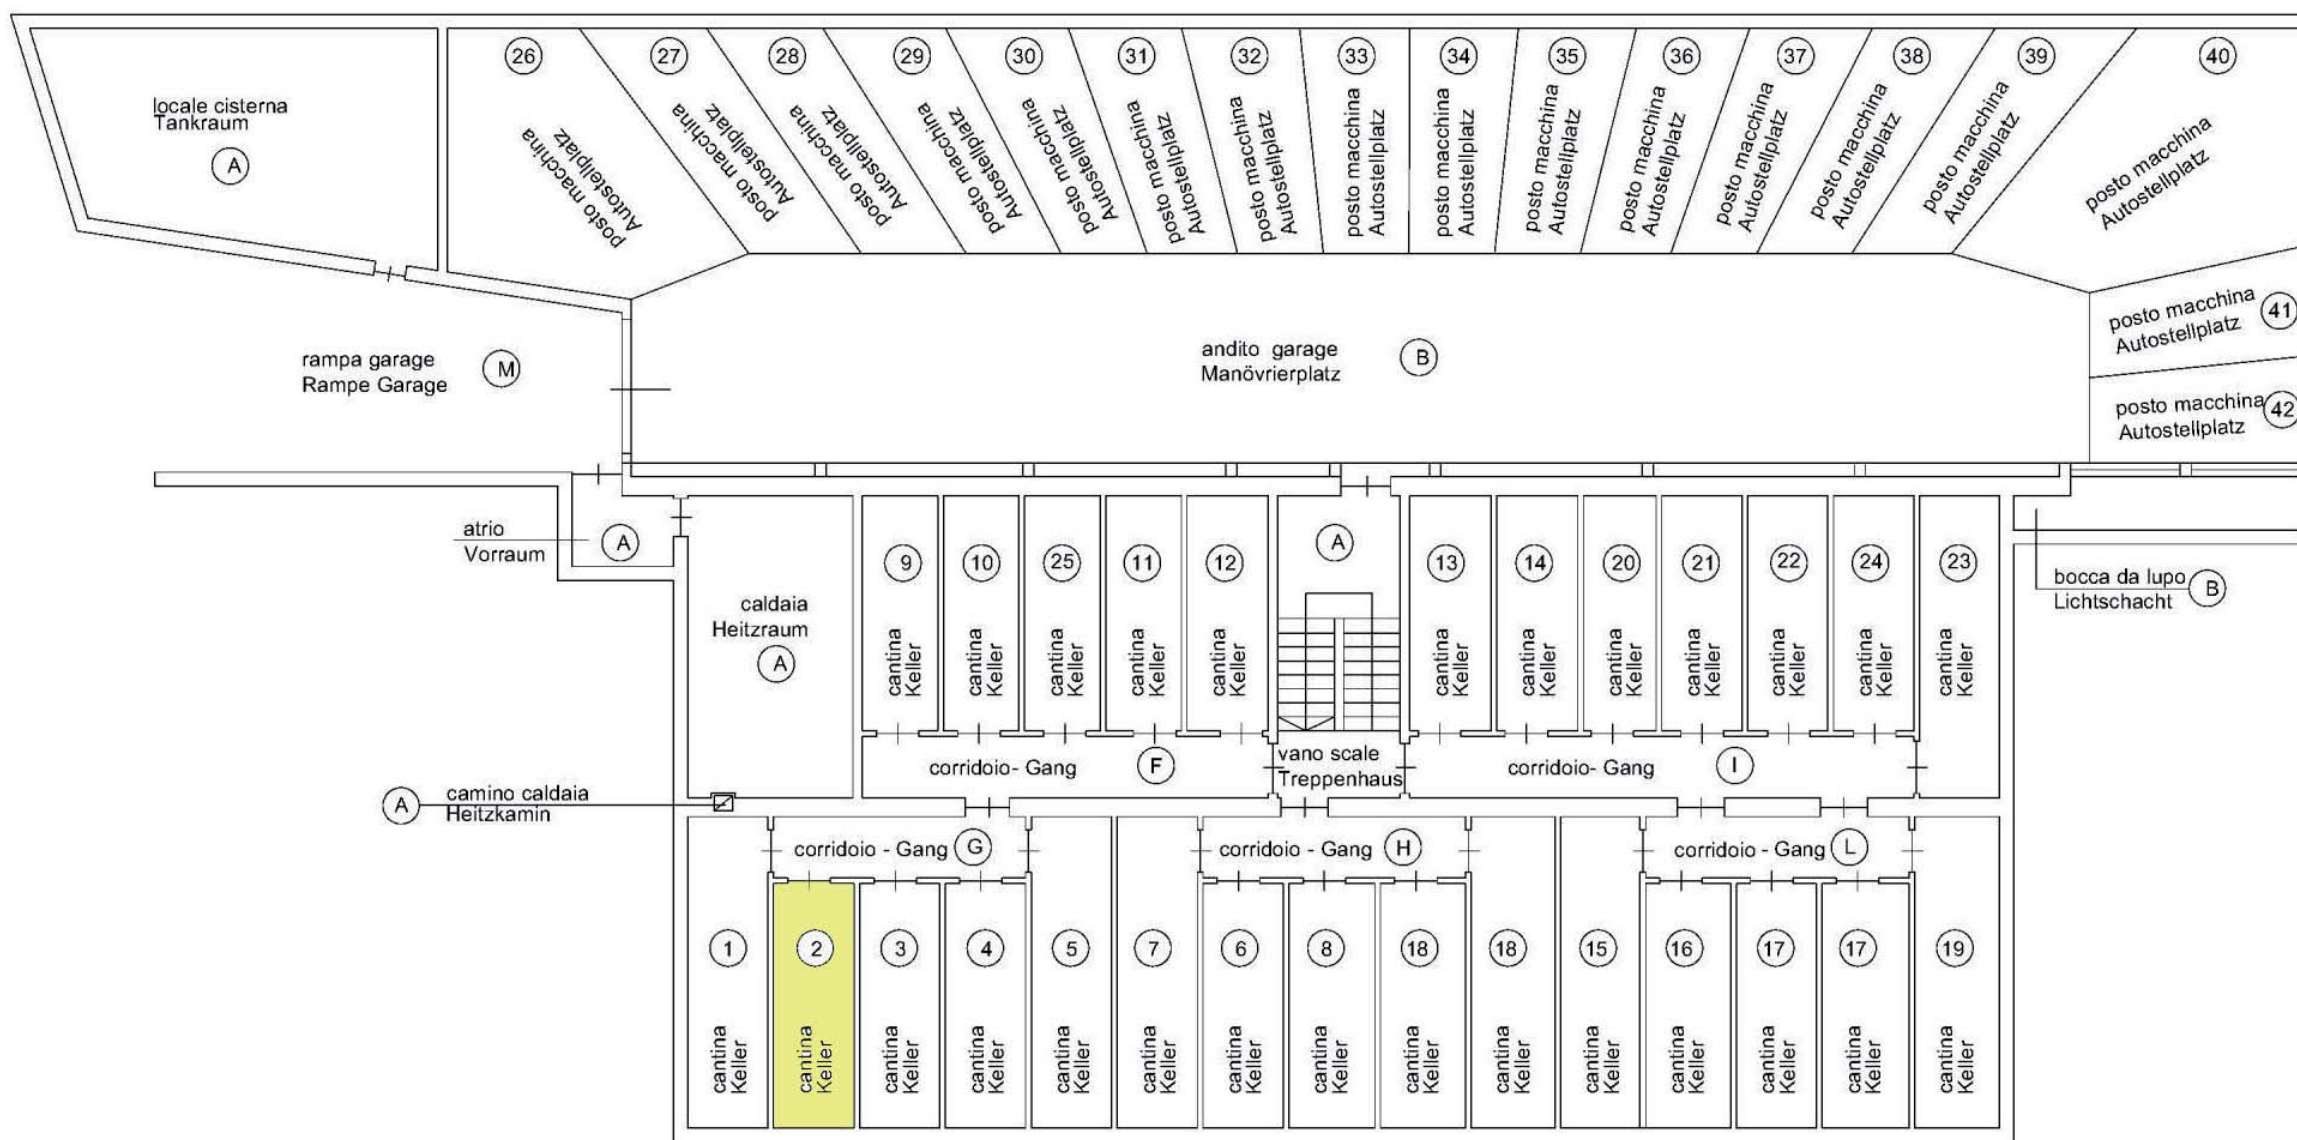 26
27
28
29
30
31
32
33
34
35
36
37
38
39
40
locale cisterna
Tankraum
A
posto macchina
Autostellplatz
posto macchina
Autostellplatz
posto macchina
Autostellplatz
posto macchina
Autostellplatz
posto macchina
Autostellplatz
posto macchina
Autostellplatz
posto macchina
Autostellplatz
posto macchina
Autostellplatz
posto macchina
Autostellplatz
posto macchina
Autostellplatz
posto macchina
Autostellplatz
posto macchina
Autostellplatz
posto macchina
Autostellplatz
posto macchina
Autostellplatz
posto macchina
Autostellplatz
posto macchina
Autostellplatz
41
posto macchina
Autostellplatz
42
rampa garage
Rampe Garage
M
andito garage
Manövrierplatz
B
atrio
Vorraum
A
caldaia
Heitzraum
A
9
10
25
11
12
A
13
14
20
21
22
24
23
cantina
Keller
cantina
Keller
cantina
Keller
cantina
Keller
cantina
Keller
cantina
Keller
cantina
Keller
cantina
Keller
cantina
Keller
cantina
Keller
cantina
Keller
cantina
Keller
bocca da lupo
Lichtschacht
B
corridoio- Gang
F
vano scale
Treppenhaus
corridoio- Gang
I
A
camino caldaia
Heitzkamin
corridoio - Gang
G
corridoio - Gang
H
corridoio - Gang
L
1
2
3
4
5
7
6
8
18
18
15
16
17
17
19
cantina
Keller
cantina
Keller
cantina
Keller
cantina
Keller
cantina
Keller
cantina
Keller
cantina
Keller
cantina
Keller
cantina
Keller
cantina
Keller
cantina
Keller
cantina
Keller
cantina
Keller
cantina
Keller
cantina
Keller